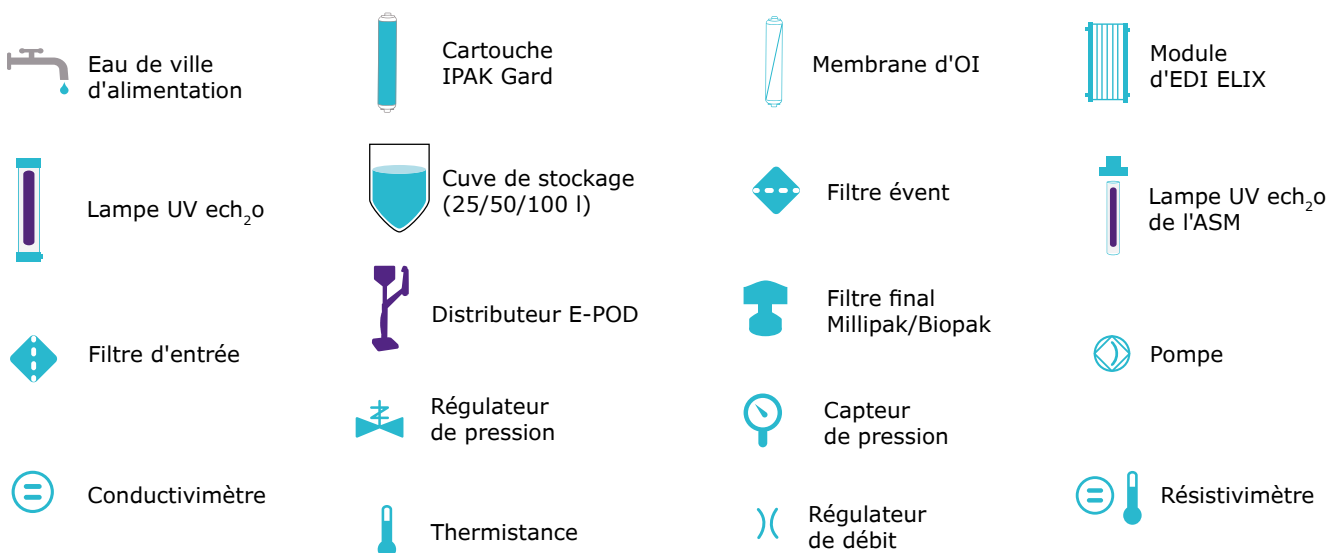 Eau de ville
d'alimentation
Cartouche
IPAK Gard
Membrane d'OI
Module
d'EDI ELIX
Lampe UV ech₂o
Cuve de stockage
(25/50/100 l)
Filtre évent
Lampe UV ech₂o
de l'ASM
Filtre d'entrée
Distributeur E-POD
Filtre final
Millipak/Biopak
Pompe
Régulateur
de pression
Capteur
de pression
Conductivimètre
Thermistance
Régulateur
de débit
Résistivimètre